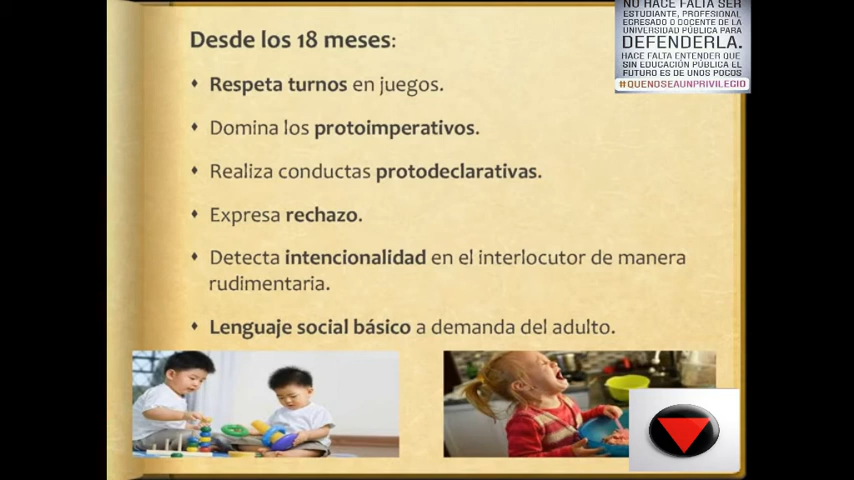 Desde los 18 meses:
Respeta turnos en juegos.
Domina los protoimperativos.
Realiza conductas protodeclarativas.
Expresa rechazo.
Detecta intencionalidad en el interlocutor de manera
rudimentaria.
Lenguaje social básico a demanda del adulto.
NO HACE FALTA SER
ESTUDIANTE, PROFESIONAL
EGRESADO O DOCENTE DE LA
UNIVERSIDAD PÚBLICA PARA
DEFENDERLA.
HACE FALTA ENTENDER QUE
SIN EDUCACIÓN PÚBLICA EL
FUTURO ES DE UNOS POCOS
#QUENOSEAUNPRIVILEGIO